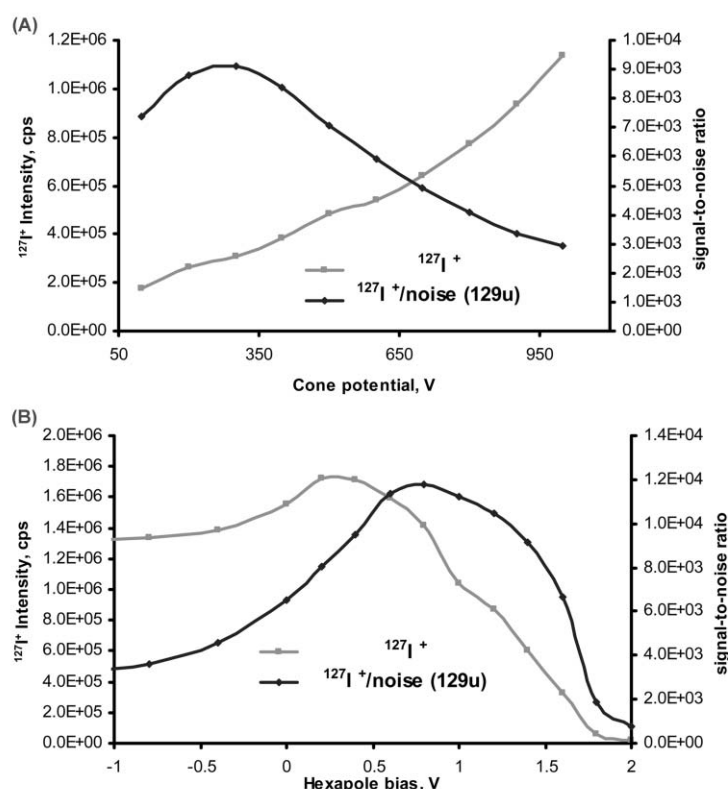 (A)
1.2E+06
1.0E+06
8.0E+05
6.0E+05
4.0E+05
2.0E+05
0.0E+00
¹²⁷I⁺ Intensity, cps
1.0E+04
9.0E+03
8.0E+03
7.0E+03
6.0E+03
5.0E+03
4.0E+03
3.0E+03
2.0E+03
1.0E+03
0.0E+00
signal-to-noise ratio
¹²⁷I ⁺
¹²⁷I ⁺/noise (129u)
50 350 650 950
Cone potential, V
(B)
2.0E+06
1.8E+06
1.6E+06
1.4E+06
1.2E+06
1.0E+06
8.0E+05
6.0E+05
4.0E+05
2.0E+05
0.0E+00
¹²⁷I⁺ Intensity, cps
1.4E+04
1.2E+04
1.0E+04
8.0E+03
6.0E+03
4.0E+03
2.0E+03
0.0E+00
signal-to-noise ratio
¹²⁷I ⁺
¹²⁷I ⁺/noise (129u)
-1 -0.5 0 0.5 1 1.5 2
Hexapole bias, V